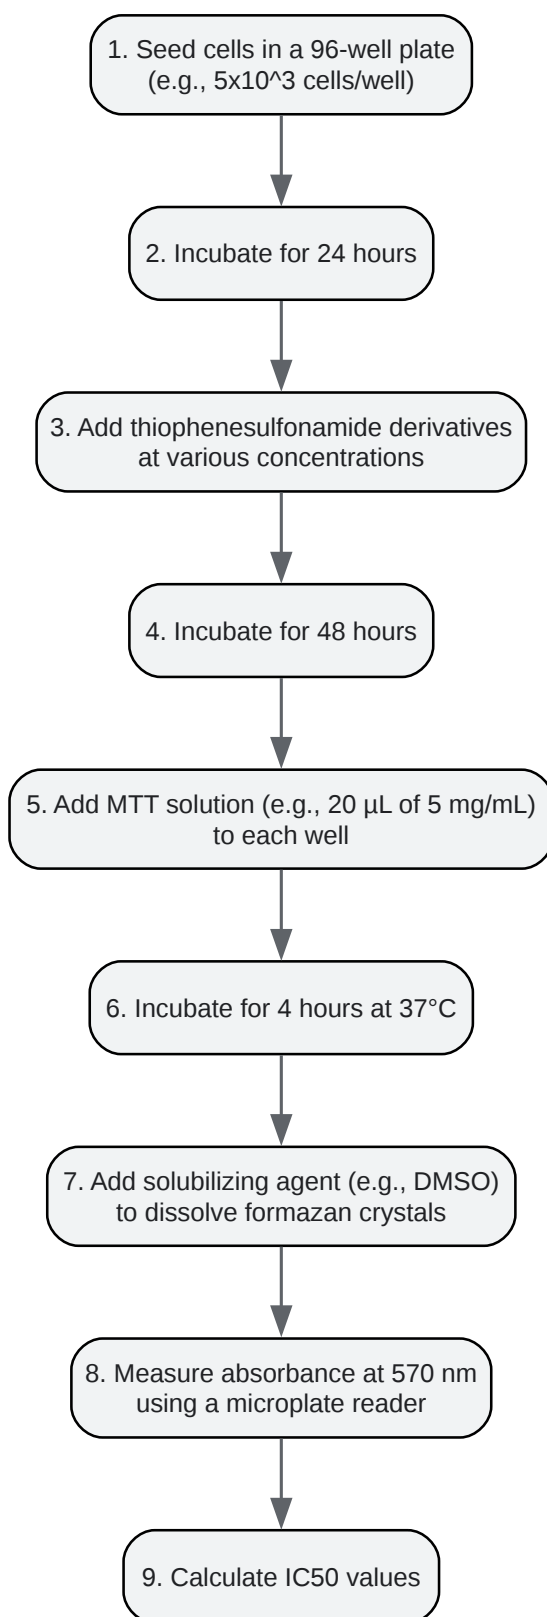 1. Seed cells in a 96-well plate
(e.g., 5x10^3 cells/well)
2. Incubate for 24 hours
3. Add thiophenesulfonamide derivatives
at various concentrations
4. Incubate for 48 hours
5. Add MTT solution (e.g., 20 µL of 5 mg/mL)
to each well
6. Incubate for 4 hours at 37°C
7. Add solubilizing agent (e.g., DMSO)
to dissolve formazan crystals
8. Measure absorbance at 570 nm
using a microplate reader
9. Calculate IC50 values